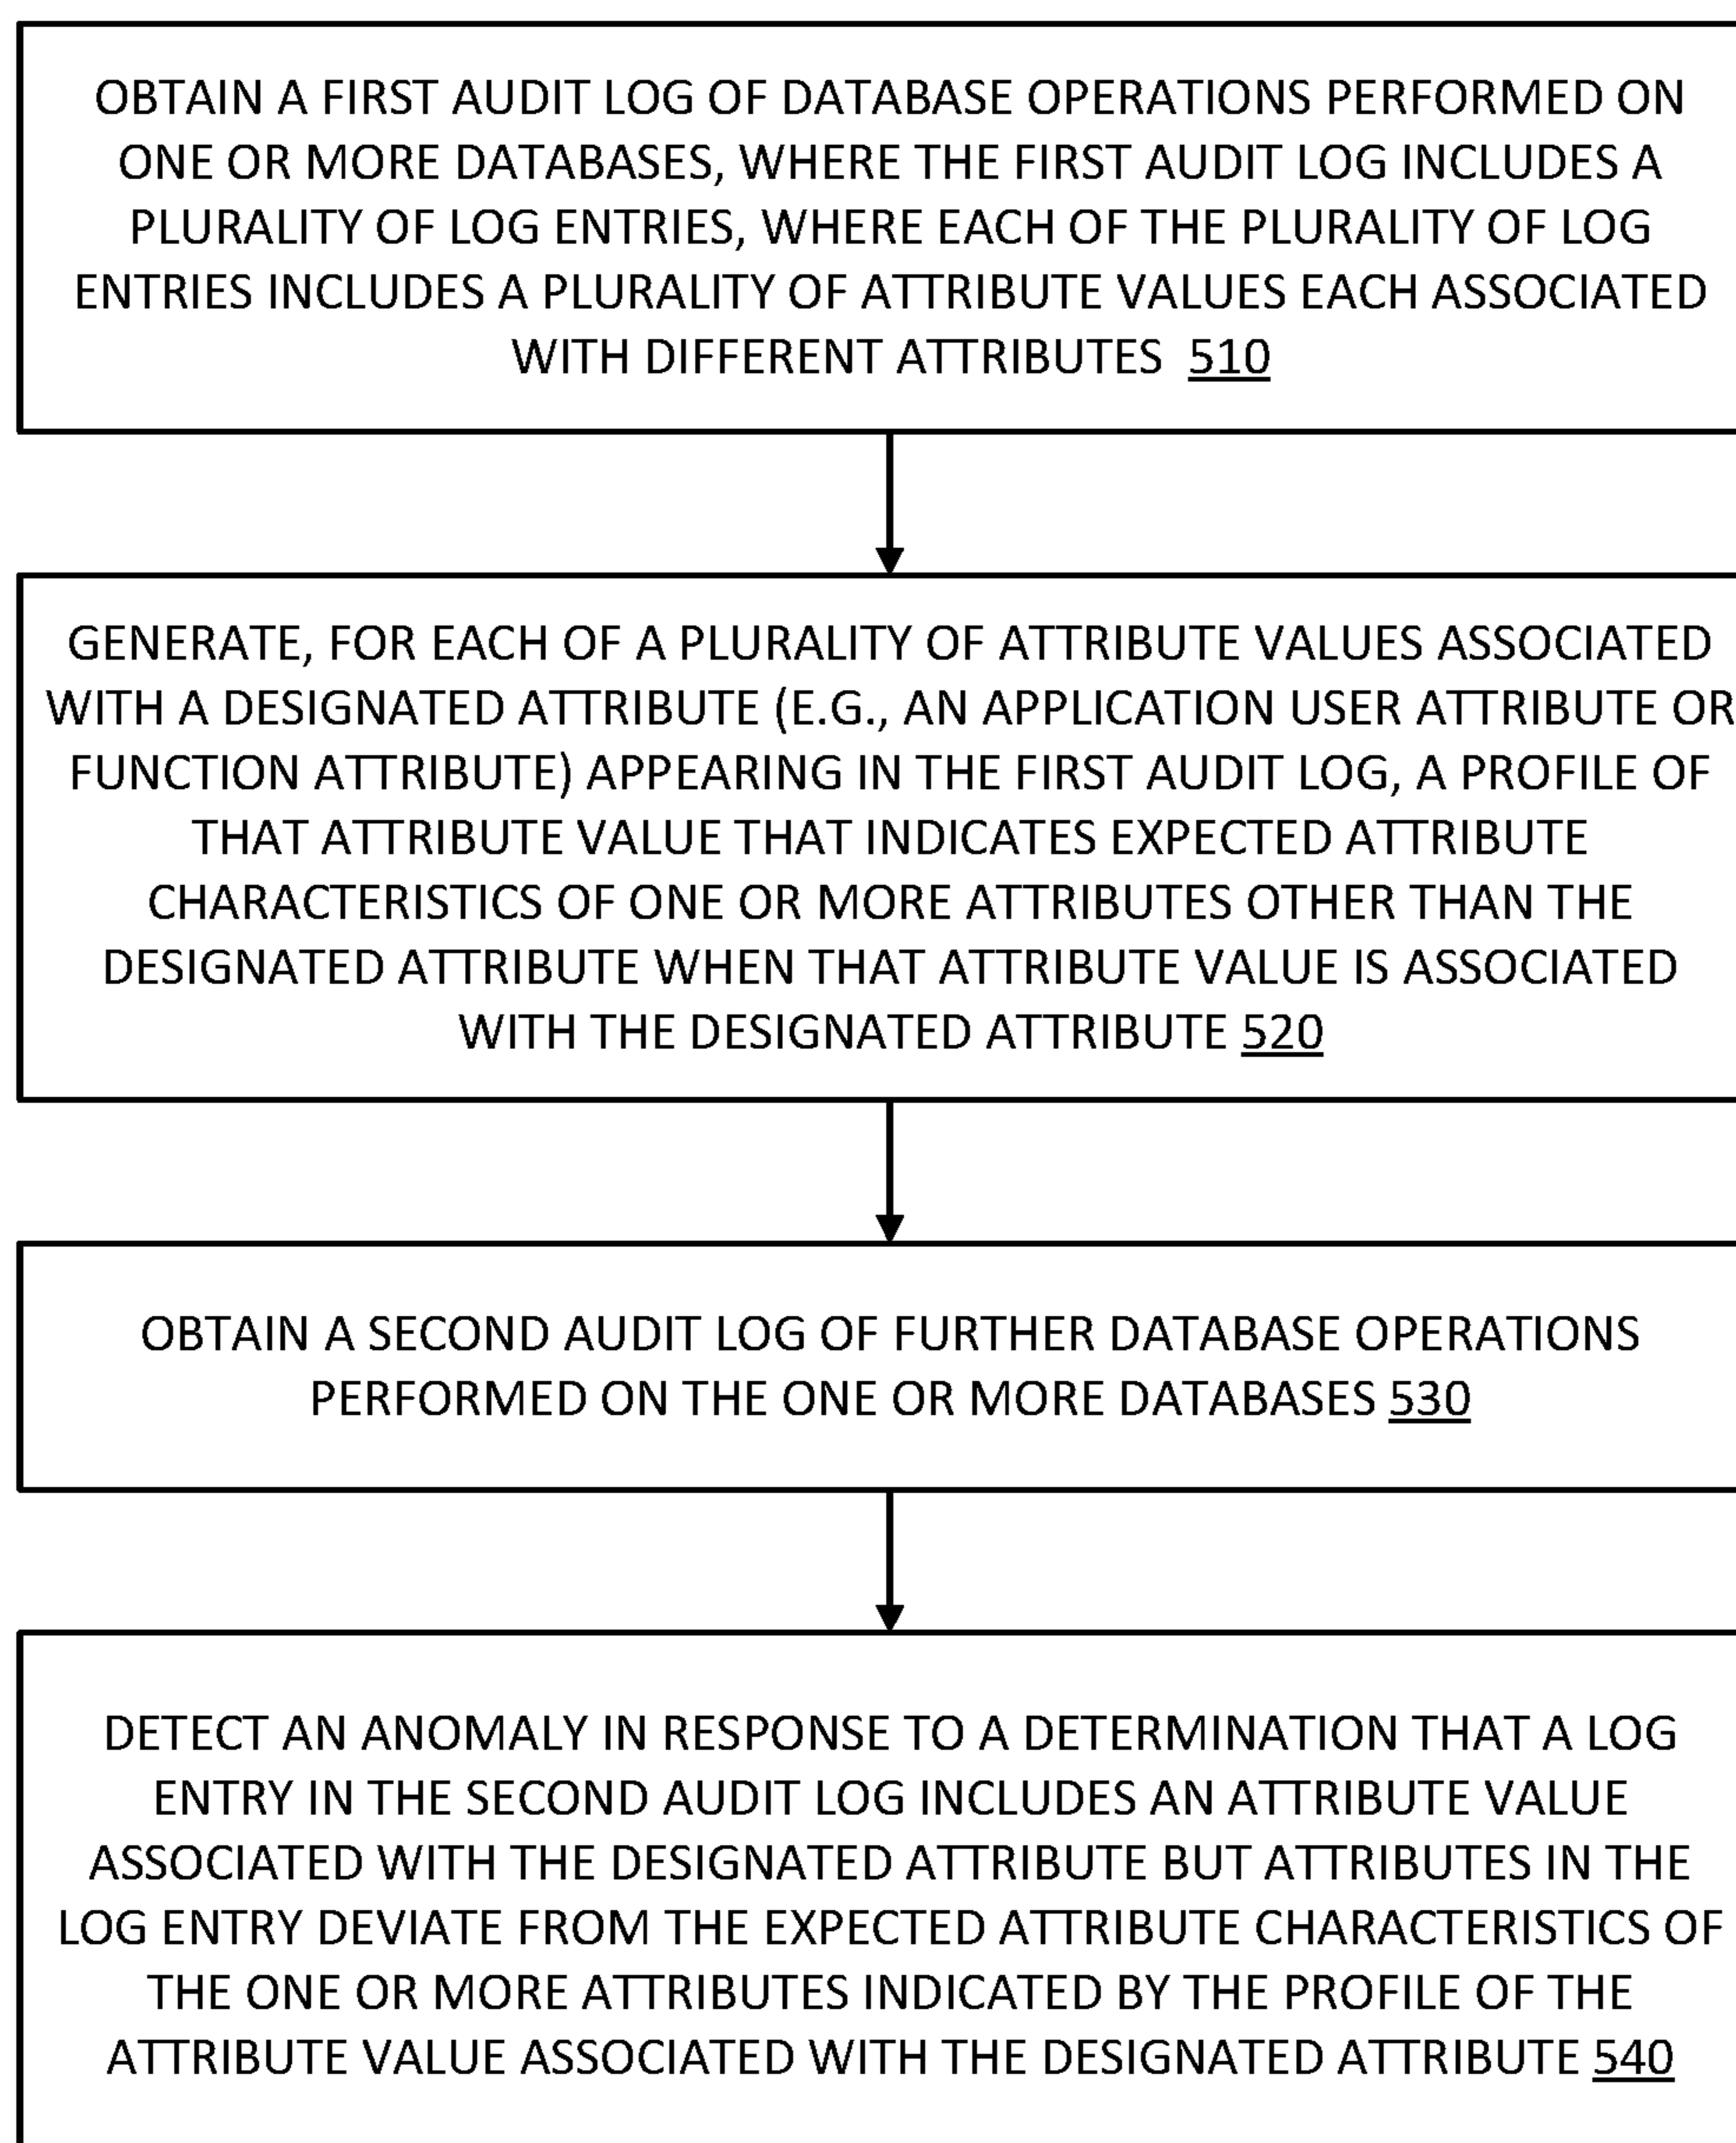 OBTAIN A FIRST AUDIT LOG OF DATABASE OPERATIONS PERFORMED ON
ONE OR MORE DATABASES, WHERE THE FIRST AUDIT LOG INCLUDES A
PLURALITY OF LOG ENTRIES, WHERE EACH OF THE PLURALITY OF LOG
ENTRIES INCLUDES A PLURALITY OF ATTRIBUTE VALUES EACH ASSOCIATED
WITH DIFFERENT ATTRIBUTES 510
GENERATE, FOR EACH OF A PLURALITY OF ATTRIBUTE VALUES ASSOCIATED
WITH A DESIGNATED ATTRIBUTE (E.G., AN APPLICATION USER ATTRIBUTE OR
FUNCTION ATTRIBUTE) APPEARING IN THE FIRST AUDIT LOG, A PROFILE OF
THAT ATTRIBUTE VALUE THAT INDICATES EXPECTED ATTRIBUTE
CHARACTERISTICS OF ONE OR MORE ATTRIBUTES OTHER THAN THE
DESIGNATED ATTRIBUTE WHEN THAT ATTRIBUTE VALUE IS ASSOCIATED
WITH THE DESIGNATED ATTRIBUTE 520
OBTAIN A SECOND AUDIT LOG OF FURTHER DATABASE OPERATIONS
PERFORMED ON THE ONE OR MORE DATABASES 530
DETECT AN ANOMALY IN RESPONSE TO A DETERMINATION THAT A LOG
ENTRY IN THE SECOND AUDIT LOG INCLUDES AN ATTRIBUTE VALUE
ASSOCIATED WITH THE DESIGNATED ATTRIBUTE BUT ATTRIBUTES IN THE
LOG ENTRY DEVIATE FROM THE EXPECTED ATTRIBUTE CHARACTERISTICS OF
THE ONE OR MORE ATTRIBUTES INDICATED BY THE PROFILE OF THE
ATTRIBUTE VALUE ASSOCIATED WITH THE DESIGNATED ATTRIBUTE 540